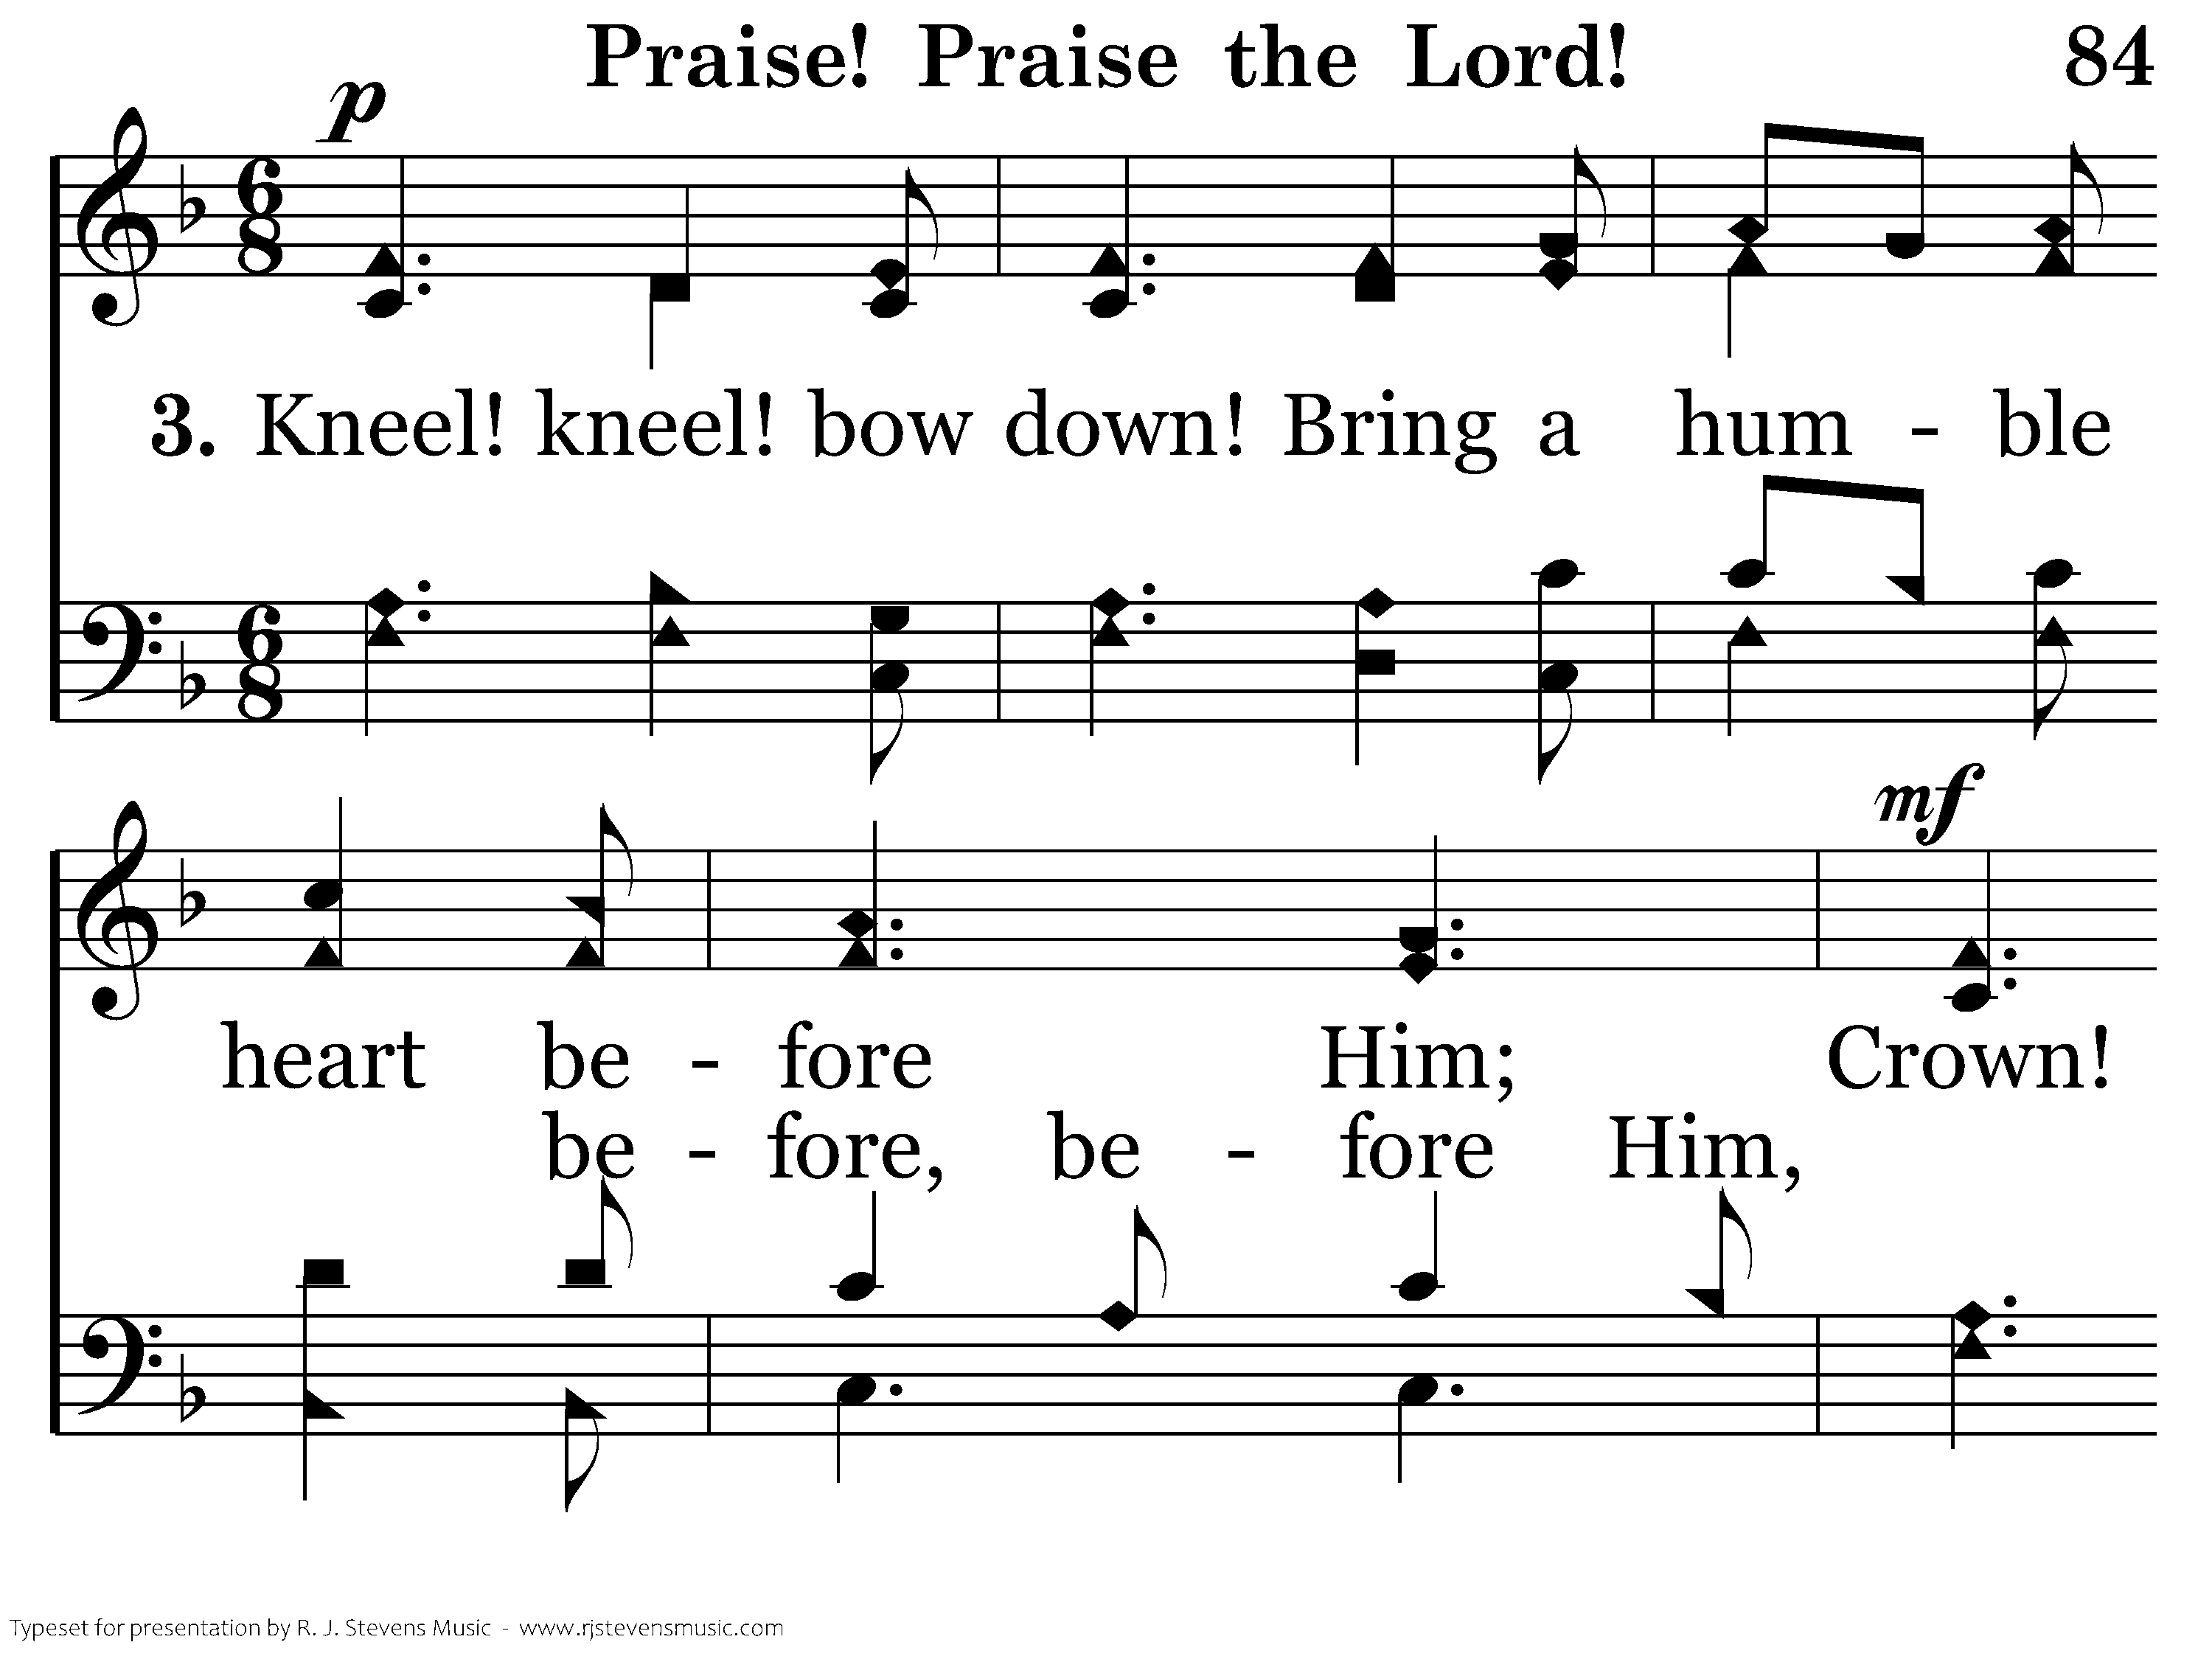 Praise! Praise the Lord! 84
p
3. Kneel! kneel! bow down! Bring a hum - ble
mf
heart be - fore Him; Crown!
be - fore, be - fore Him,
Typeset for presentation by R. J. Stevens Music - www.rjstevensmusic.com